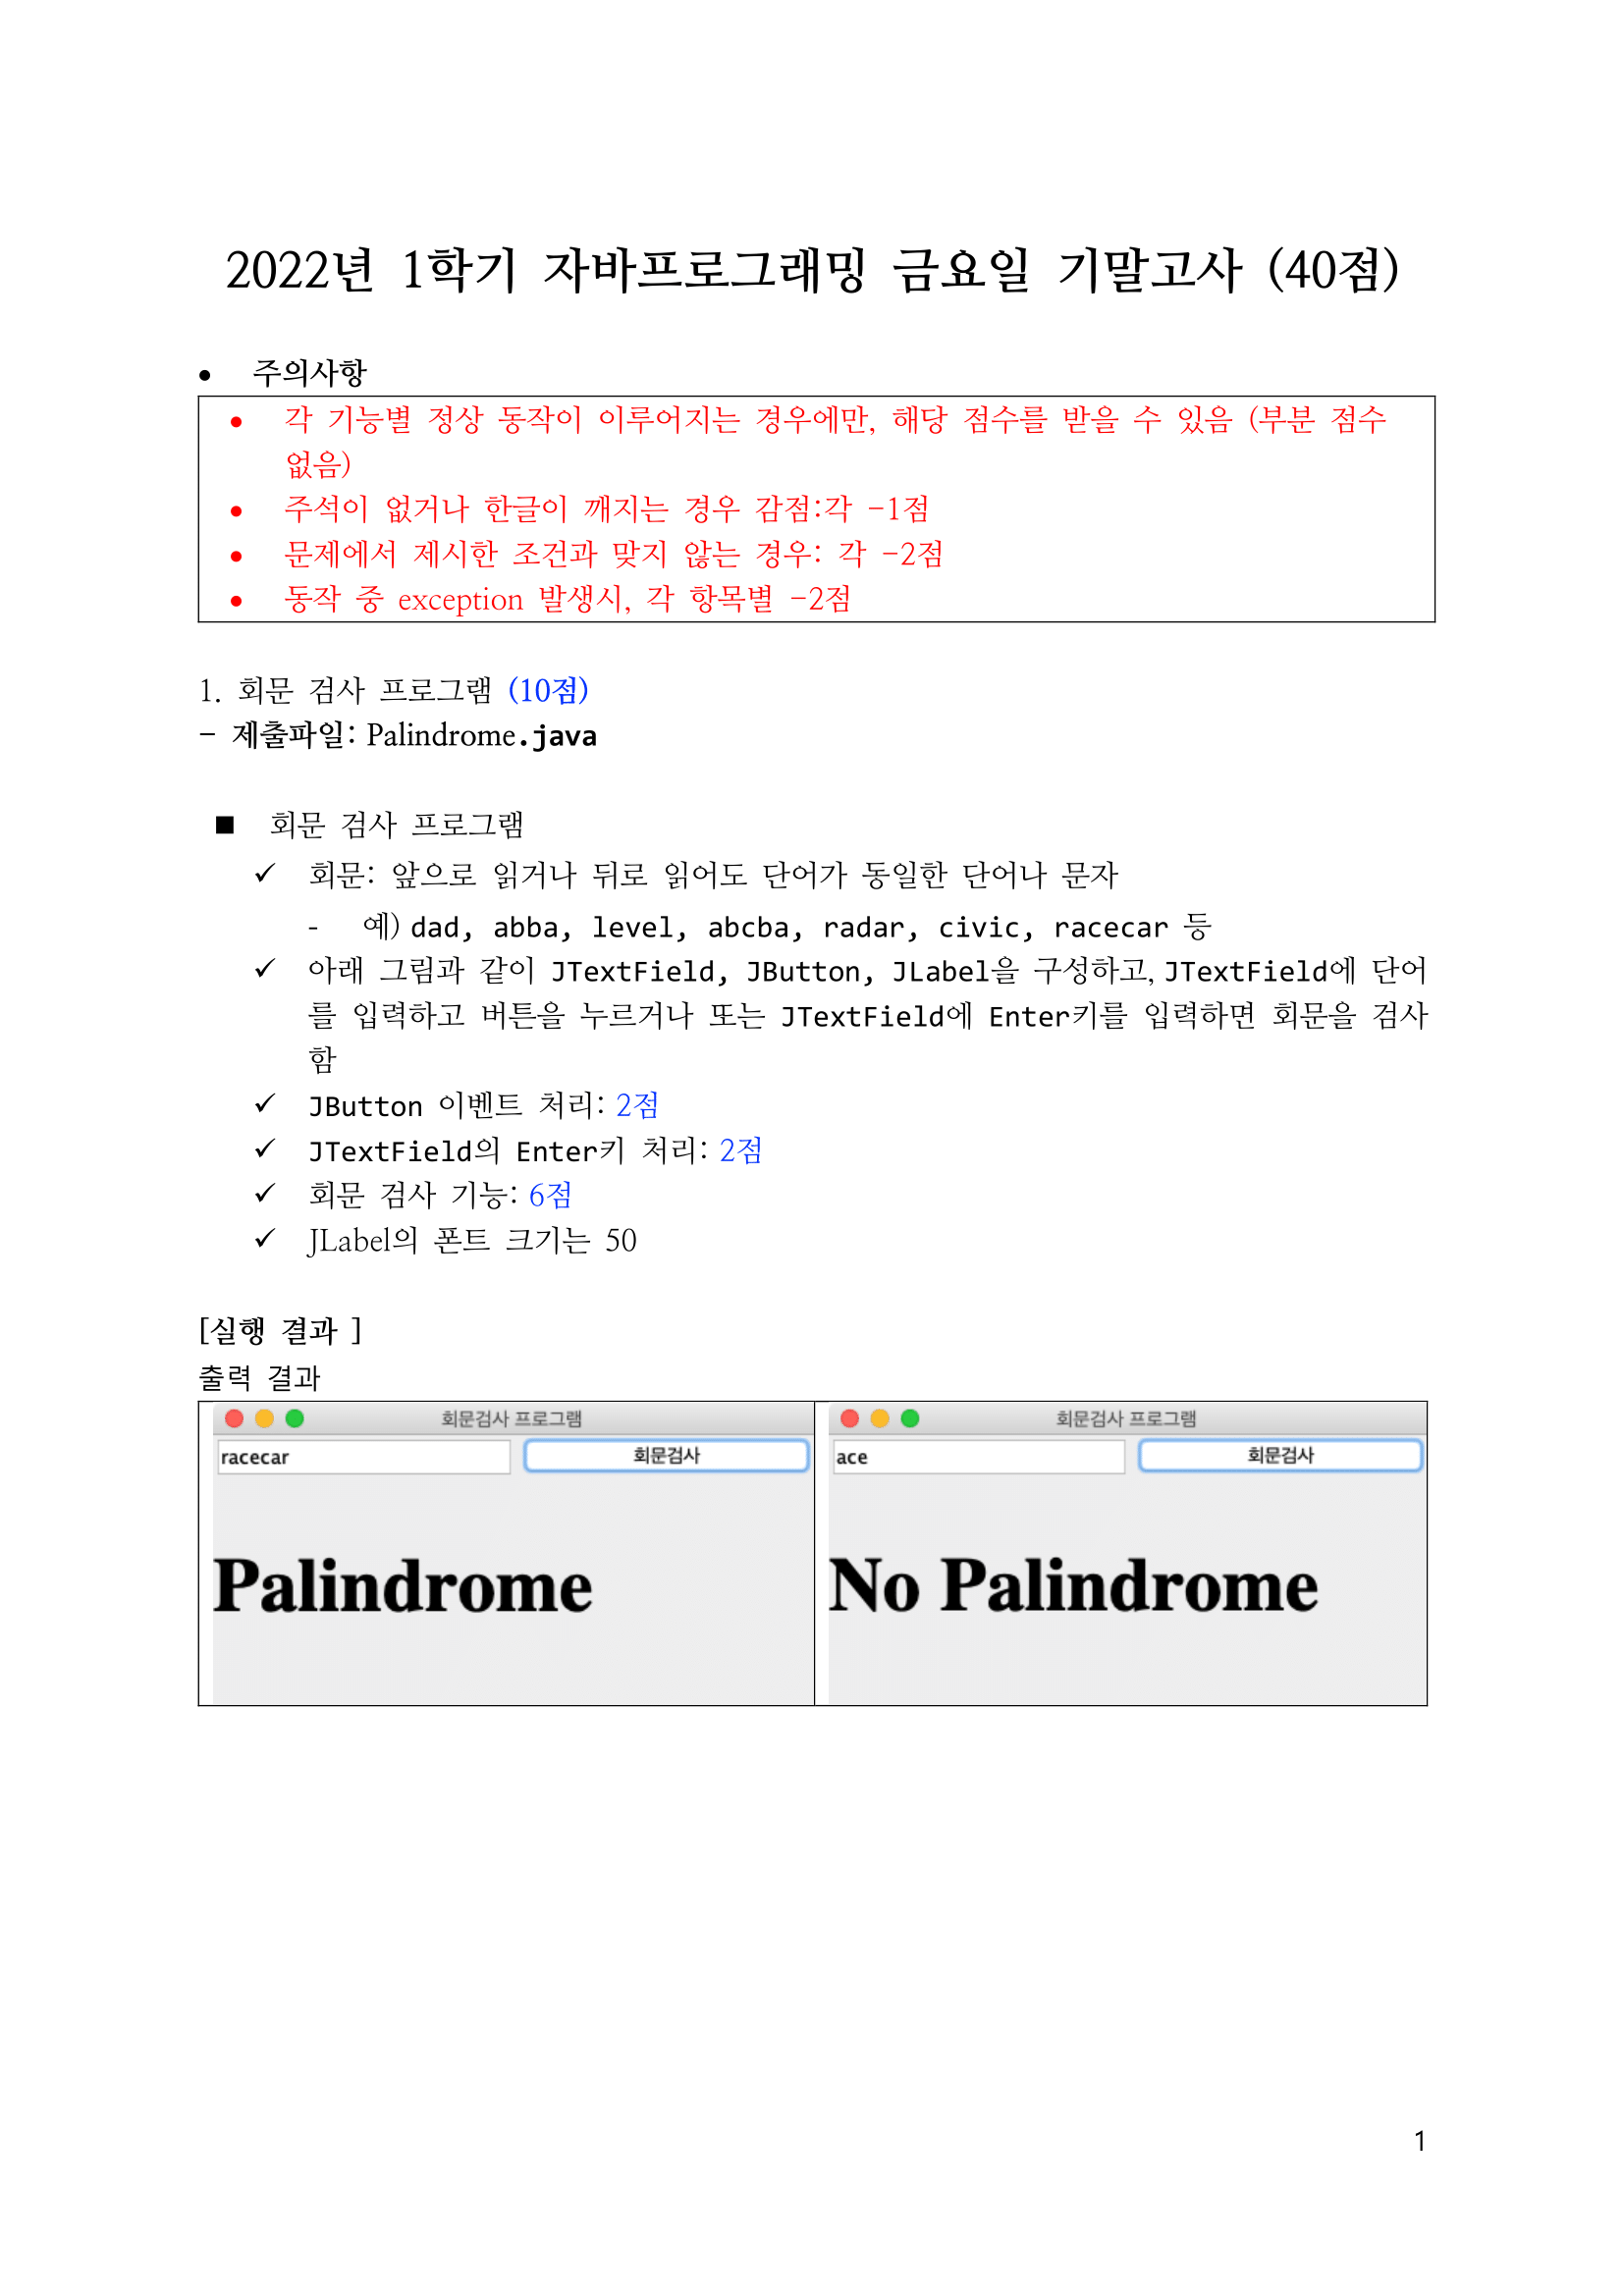 2022년 1학기 자바프로그래밍 금요일 기말고사 (40점)
● 주의사항
● 각 기능별 정상 동작이 이루어지는 경우에만, 해당 점수를 받을 수 있음 (부분 점수
없음)
● 주석이 없거나 한글이 깨지는 경우 감점:각 -1점
● 문제에서 제시한 조건과 맞지 않는 경우: 각 -2점
● 동작 중 exception 발생시, 각 항목별 -2점
1. 회문 검사 프로그램 (10점)
- 제출파일: Palindrome.java
■ 회문 검사 프로그램
✓ 회문: 앞으로 읽거나 뒤로 읽어도 단어가 동일한 단어나 문자
- 예) dad, abba, level, abcba, radar, civic, racecar 등
✓ 아래 그림과 같이 JTextField, JButton, JLabel을 구성하고, JTextField에 단어
를 입력하고 버튼을 누르거나 또는 JTextField에 Enter키를 입력하면 회문을 검사
함
✓ JButton 이벤트 처리: 2점
✓ JTextField의 Enter키 처리: 2점
✓ 회문 검사 기능: 6점
✓ JLabel의 폰트 크기는 50
[실행 결과 ]
출력 결과
회문검사 프로그램
racecar 회문검사
Palindrome
회문검사 프로그램
ace 회문검사
No Palindrome
1